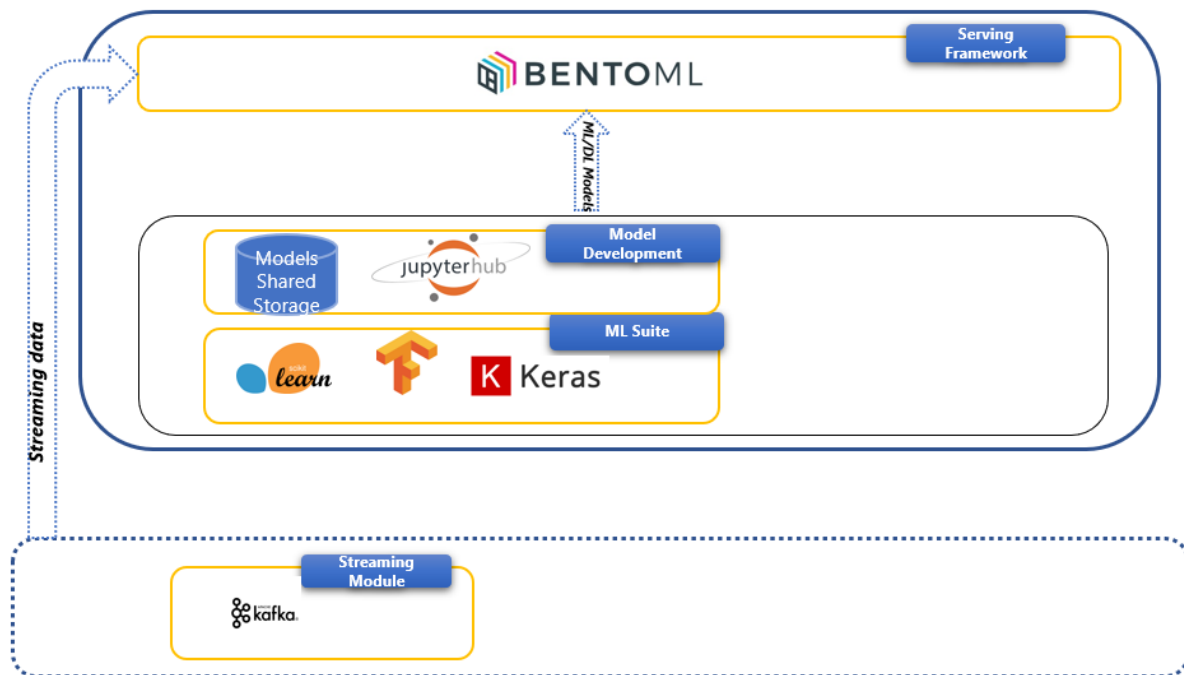 Serving
Framework
BENTOML
ML/DL Models
Model
Development
Models
Shared
Storage
jupyterhub
ML Suite
scikit
learn
K Keras
Streaming data
Streaming
Module
kafka